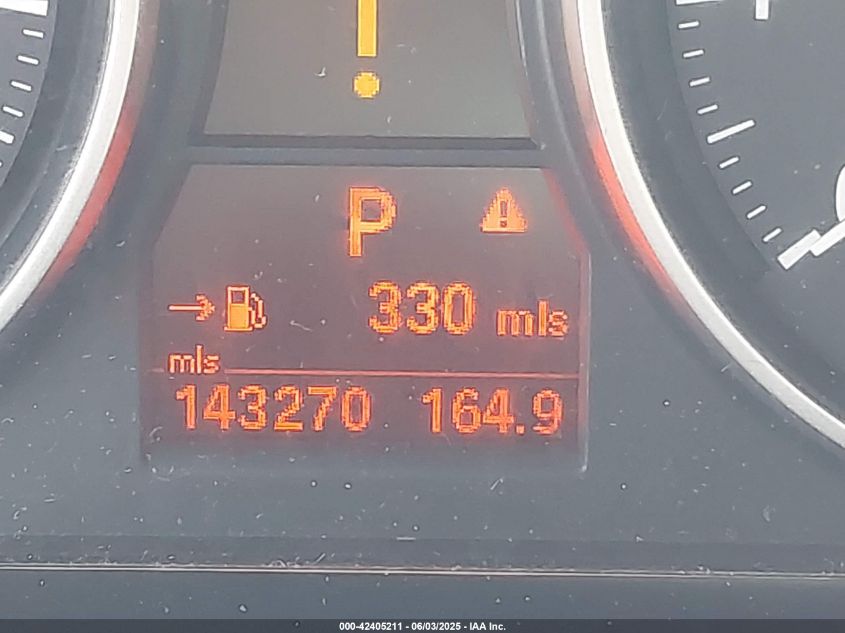 P
330 mls
mls
143270 164.9
000-42405211 - 06/03/2025 - IAA Inc.